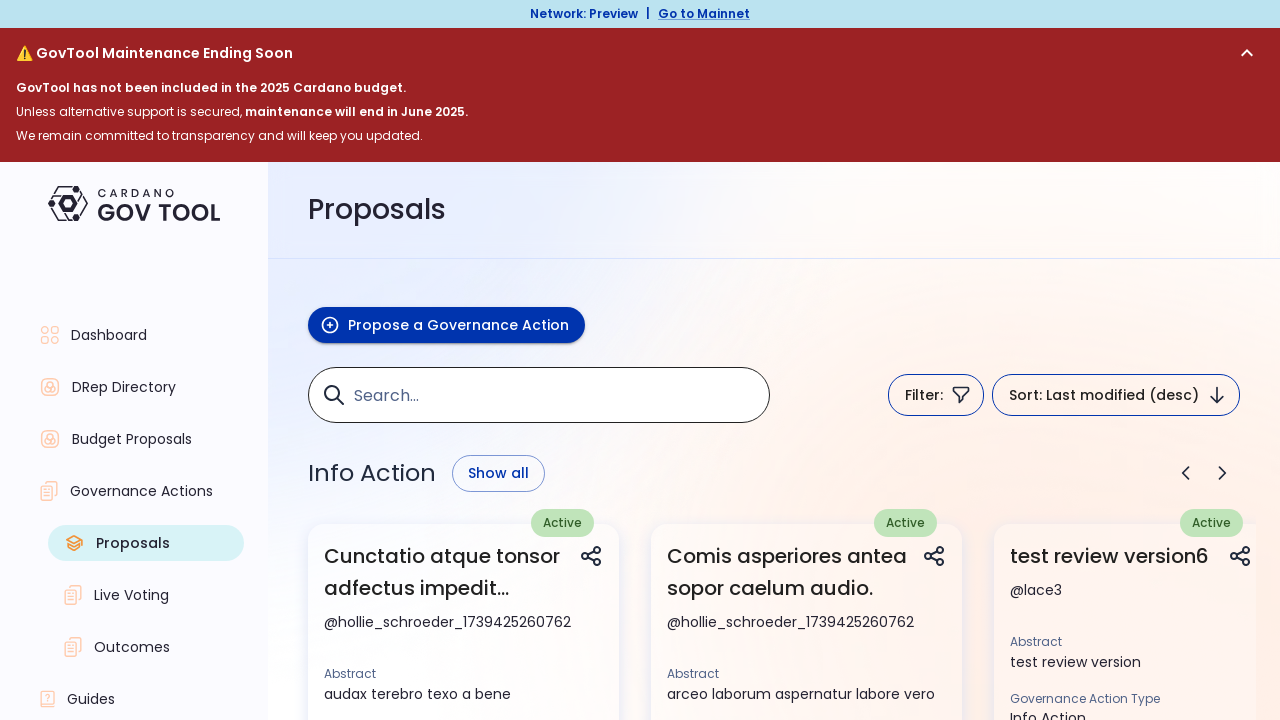 Network: Preview | Go to Mainnet
⚠️ GovTool Maintenance Ending Soon
GovTool has not been included in the 2025 Cardano budget.
Unless alternative support is secured, maintenance will end in June 2025.
We remain committed to transparency and will keep you updated.
CARDANO
GOV TOOL
Dashboard
DRep Directory
Budget Proposals
Governance Actions
Proposals
Live Voting
Outcomes
Guides
Proposals
Propose a Governance Action
Search...
Filter:
Sort: Last modified (desc)
Info Action
Show all
Active
Cunctatio atque tonsor
adfectus impedit...
@hollie_schroeder_1739425260762
Abstract
audax terebro texo a bene
Active
Comis asperiores antea
sopor caelum audio.
@hollie_schroeder_1739425260762
Abstract
arceo laborum aspernatur labore vero
Active
test review version6
@lace3
Abstract
test review version
Governance Action Type
Info Action